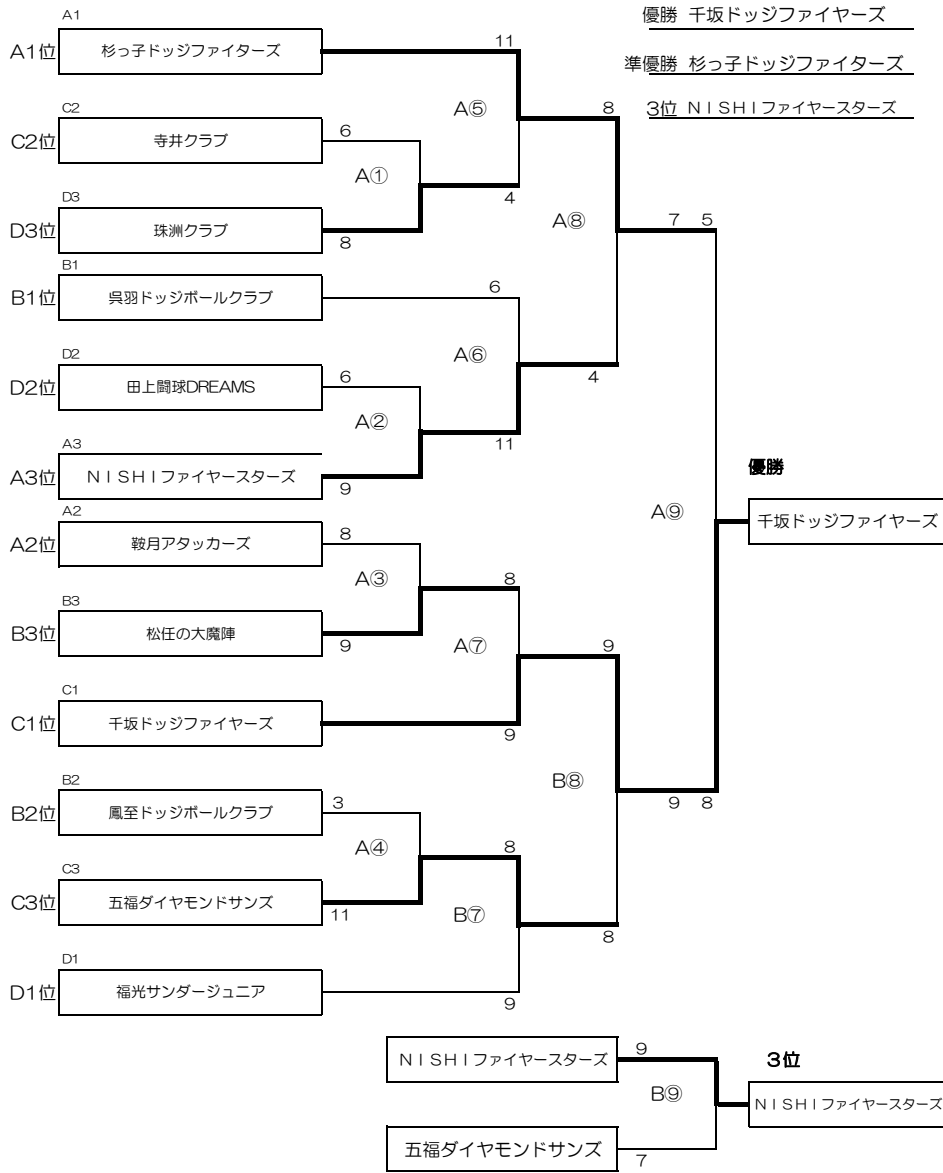 A1
優勝 千坂ドッジファイヤーズ
A1位 杉っ子ドッジファイターズ 11
準優勝 杉っ子ドッジファイターズ
C2
A⑤ 8
3位 NISHIファイヤースターズ
C2位 寺井クラブ 6
A①
D3
4
A⑧
D3位 珠洲クラブ 8
7 5
B1
B1位 呉羽ドッジボールクラブ 6
D2
A⑥
D2位 田上闘球DREAMS 6
4
A②
A3
11
優勝
A3位 NISHIファイヤースターズ 9
A2
A⑨
千坂ドッジファイヤーズ
A2位 鞍月アタッカーズ 8
A③ 8
B3
B3位 松任の大魔陣 9
A⑦ 9
C1
C1位 千坂ドッジファイヤーズ 9
B2
B⑧
B2位 鳳至ドッジボールクラブ 3
9 8
A④ 8
C3
C3位 五福ダイヤモンドサンズ 11
B⑦ 8
D1
D1位 福光サンダージュニア 9
NISHIファイヤースターズ 9
3位
B⑨
NISHIファイヤースターズ
五福ダイヤモンドサンズ 7